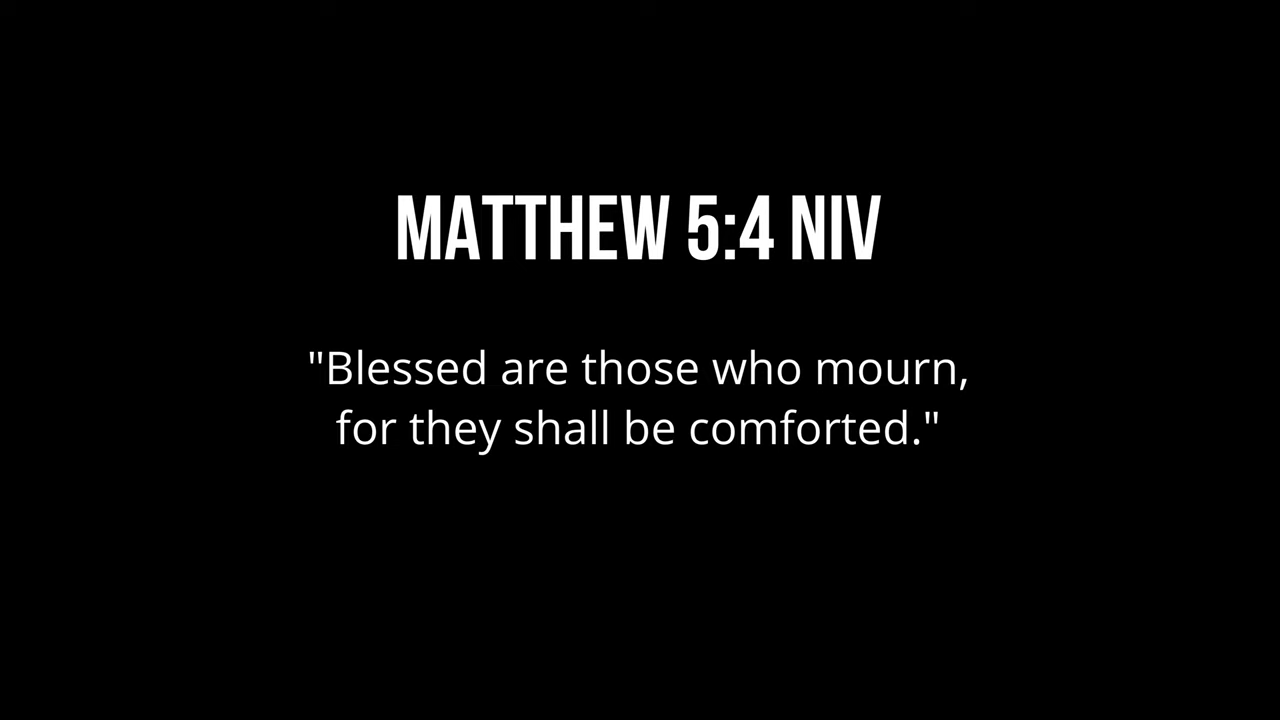 MATTHEW 5:4 NIV
"Blessed are those who mourn,
for they shall be comforted."